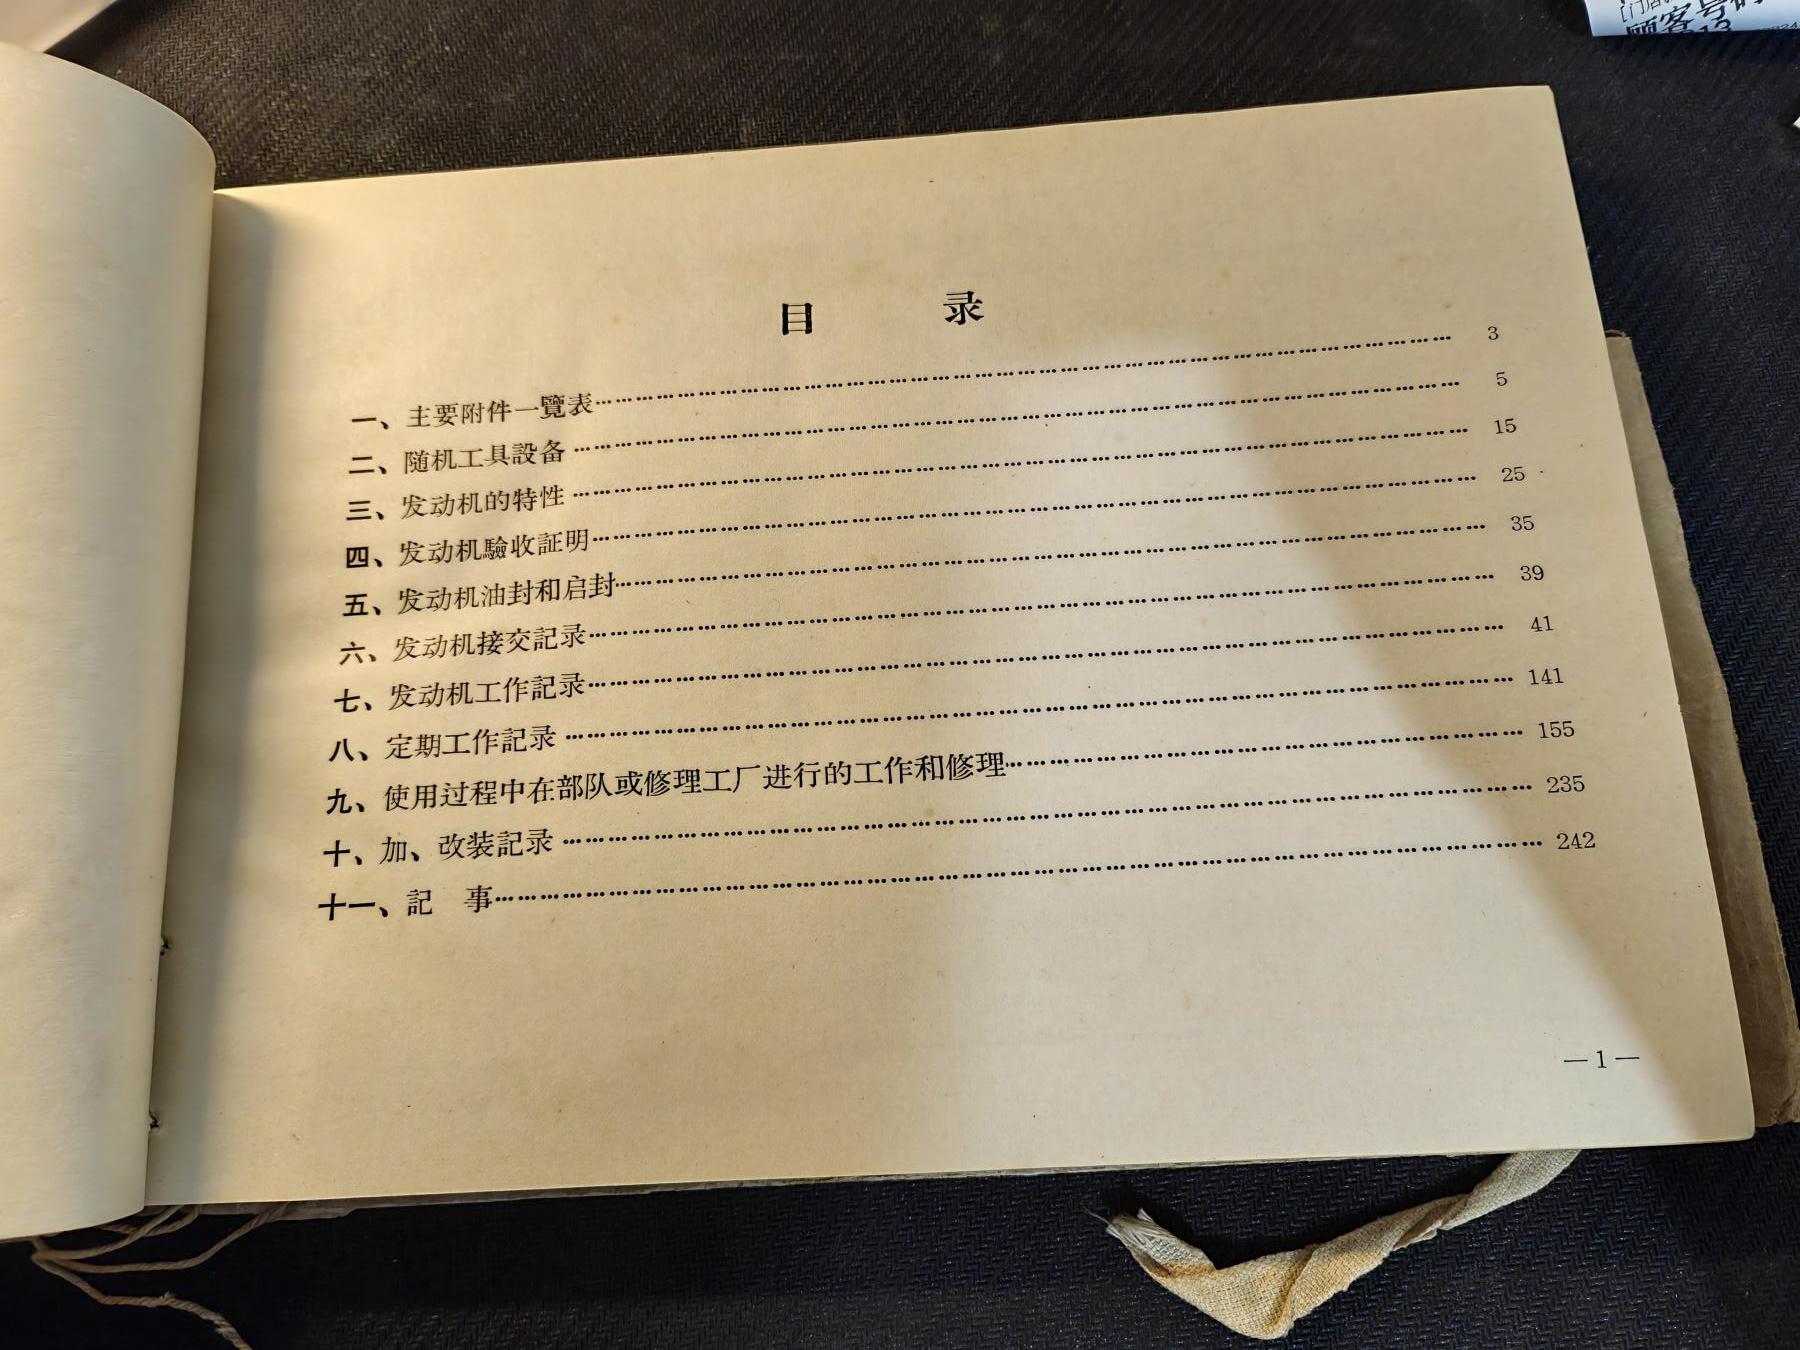 顾客号码
目 录
一、主要附件一覽表…………3
二、随机工具設备…………5
三、发动机的特性…………15
四、发动机驗收証明…………25
五、发动机油封和启封…………35
六、发动机接交記录…………39
七、发动机工作記录…………41
八、定期工作記录…………141
九、使用过程中在部队或修理工厂进行的工作和修理…………155
十、加、改装記录…………235
十一、記 事…………242
—1—